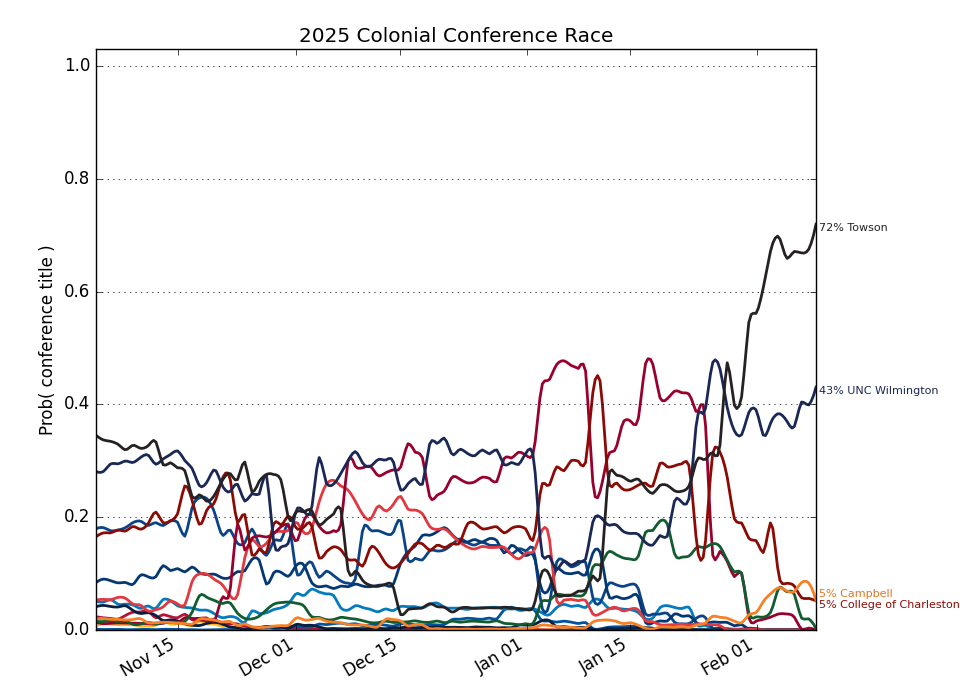 2025 Colonial Conference Race
Prob( conference title )
1.0
0.8
0.6
0.4
0.2
0.0
72% Towson
43% UNC Wilmington
5% Campbell
5% College of Charleston
Nov 15
Dec 01
Dec 15
Jan 01
Jan 15
Feb 01